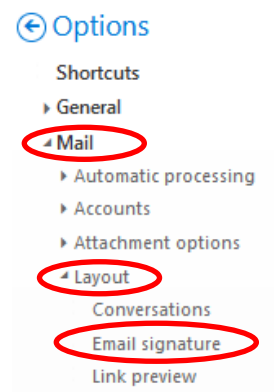 Options
Shortcuts
General
Mail
Automatic processing
Accounts
Attachment options
Layout
Conversations
Email signature
Link preview